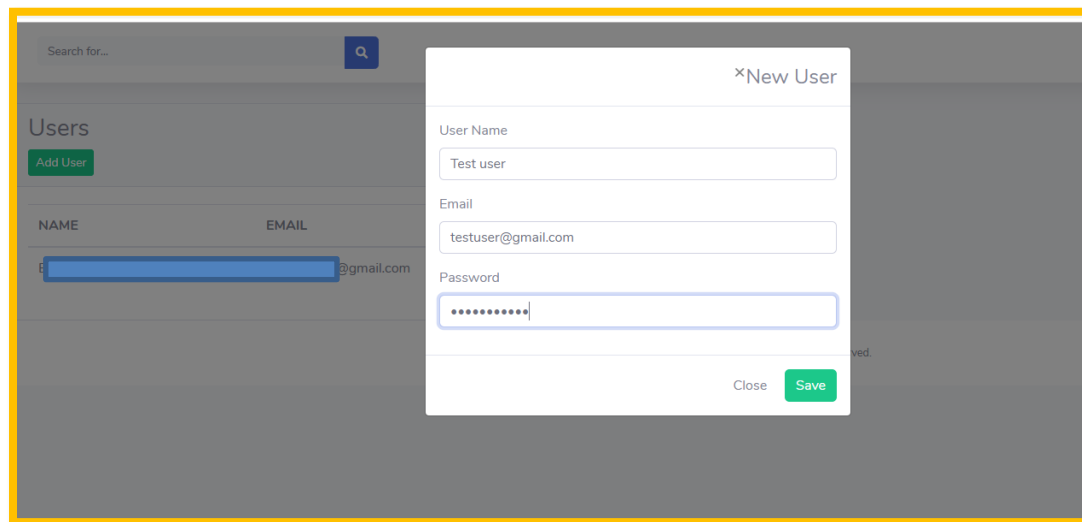 Search for...
×New User
Users
Add User
User Name
Test user
Email
testuser@gmail.com
NAME
EMAIL
@gmail.com
Password
•••••••••••
ved.
Close
Save